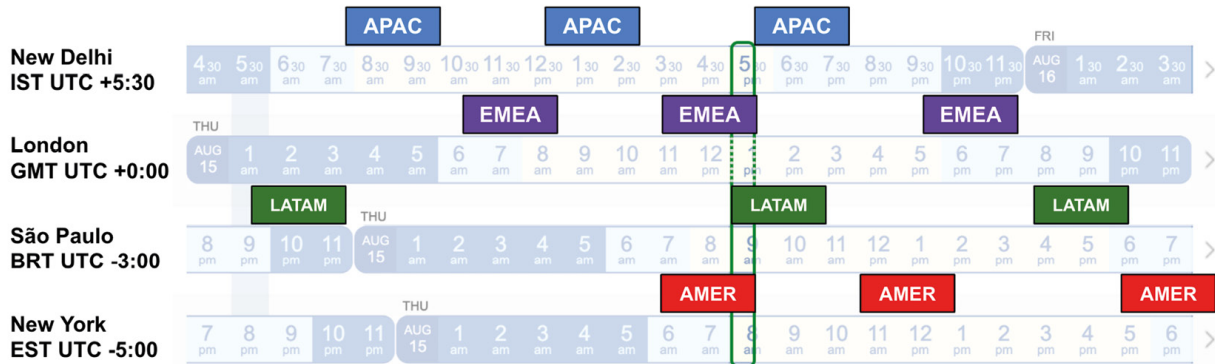 APAC APAC APAC
FRI
New Delhi
IST UTC +5:30
4 30 5 30 6 30 7 30 8 30 9 30 10 30 11 30 12 30 1 30 2 30 3 30 4 30 5 30 6 30 7 30 8 30 9 30 10 30 11 30 AUG 1 30 2 30 3 30
am am am am am am am am pm pm pm pm pm pm pm pm pm pm pm pm 16 am am am
EMEA EMEA EMEA
THU
London
GMT UTC +0:00
AUG 1 2 3 4 5 6 7 8 9 10 11 12 1 2 3 4 5 6 7 8 9 10 11
15 am am am am am am am am am am am pm pm pm pm pm pm pm pm pm pm pm pm
LATAM LATAM LATAM
THU
São Paulo
BRT UTC -3:00
8 9 10 11 AUG 1 2 3 4 5 6 7 8 9 10 11 12 1 2 3 4 5 6 7
pm pm pm pm 15 am am am am am am am am am am am pm pm pm pm pm pm pm pm
AMER AMER AMER
THU
New York
EST UTC -5:00
7 8 9 10 11 AUG 1 2 3 4 5 6 7 8 9 10 11 12 1 2 3 4 5 6
pm pm pm pm pm 15 am am am am am am am am am am am pm pm pm pm pm pm pm